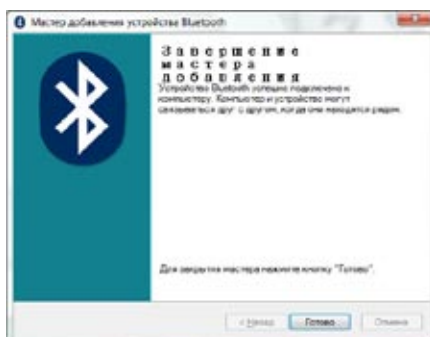 Мастер добавления устройства Bluetooth
Завершение
мастера
добавления
Устройство Bluetooth успешно подключено к
компьютеру. Компьютер и устройство могут
связываться друг с другом, когда они находятся рядом.
Для закрытия мастера нажмите кнопку "Готово".
< Назад Готово Отмена